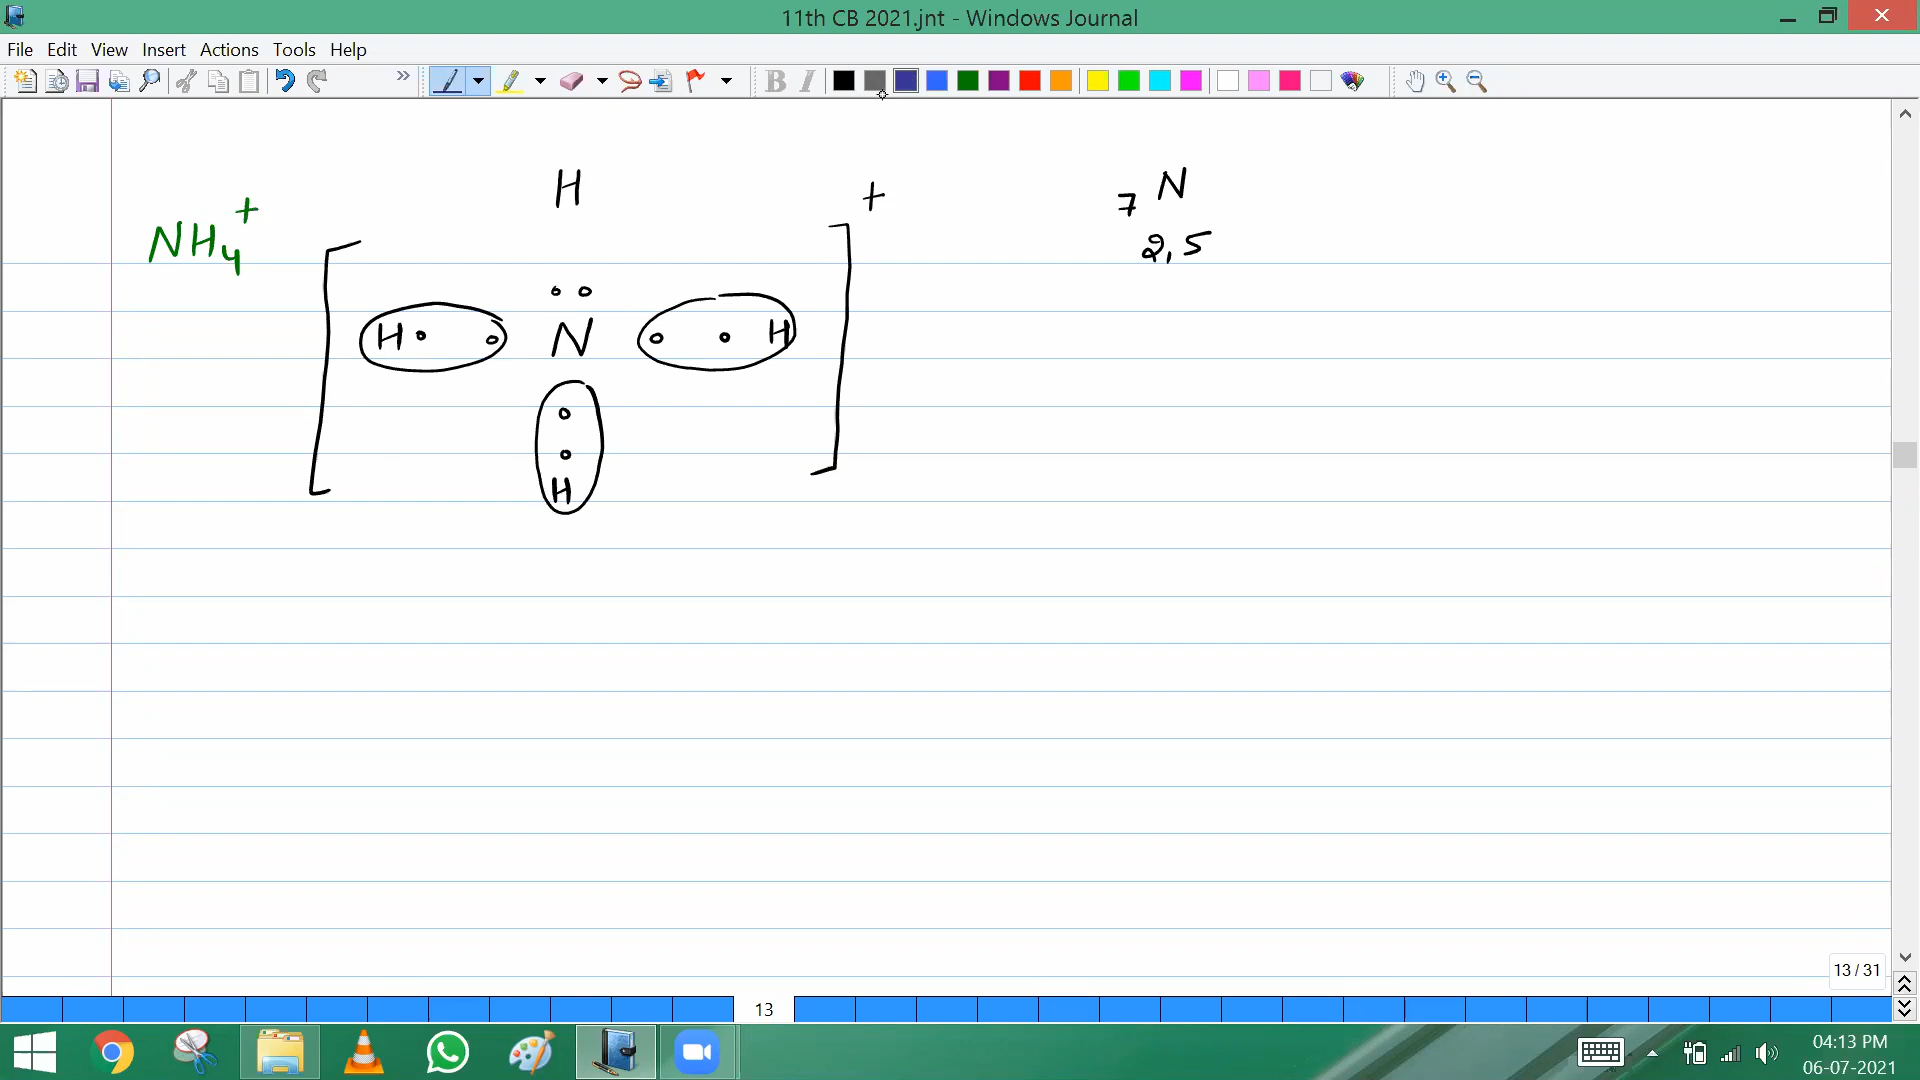 11th CB 2021.jnt - Windows Journal
File Edit View Insert Actions Tools Help
B I
NH4+
H
+
7 N
2, 5
H N H
H
13 / 31
13
04:13 PM
06-07-2021